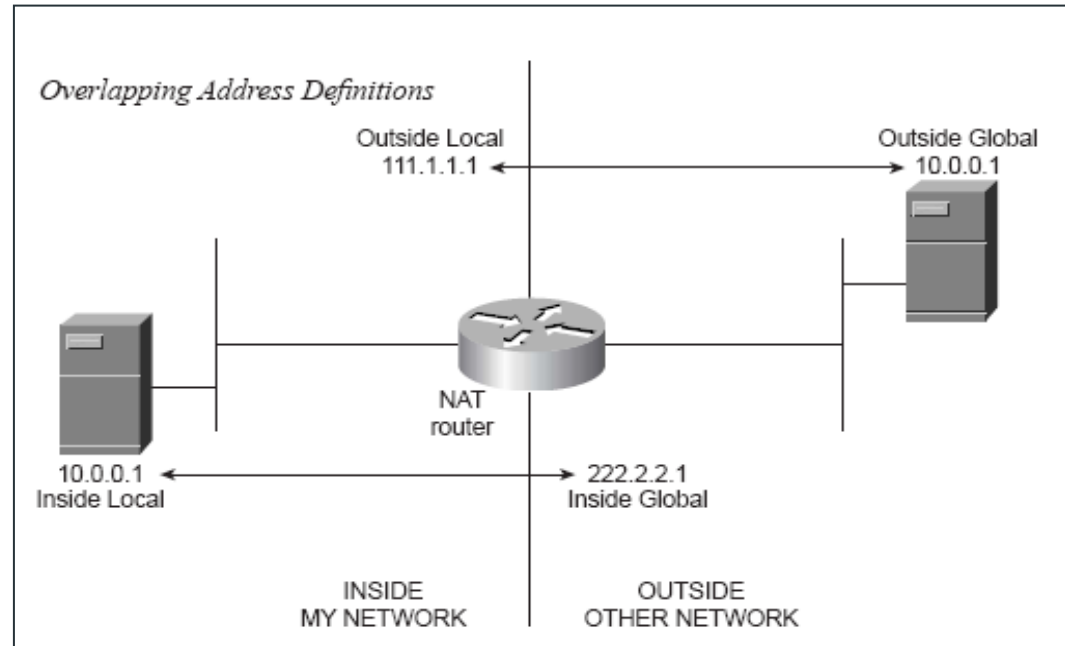 Overlapping Address Definitions
Outside Local
111.1.1.1
Outside Global
10.0.0.1
NAT
router
10.0.0.1
Inside Local
222.2.2.1
Inside Global
INSIDE
MY NETWORK
OUTSIDE
OTHER NETWORK